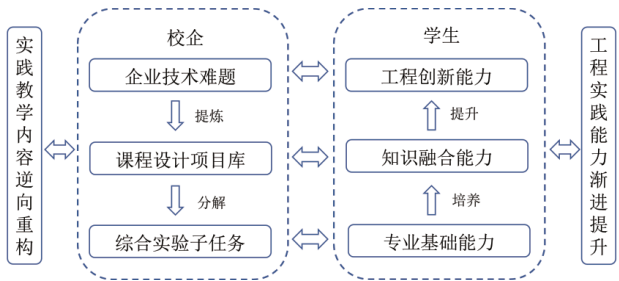 实践教学内容逆向重构
校企
企业技术难题
提炼
课程设计项目库
分解
综合实验子任务
学生
工程创新能力
提升
知识融合能力
培养
专业基础能力
工程实践能力渐进提升